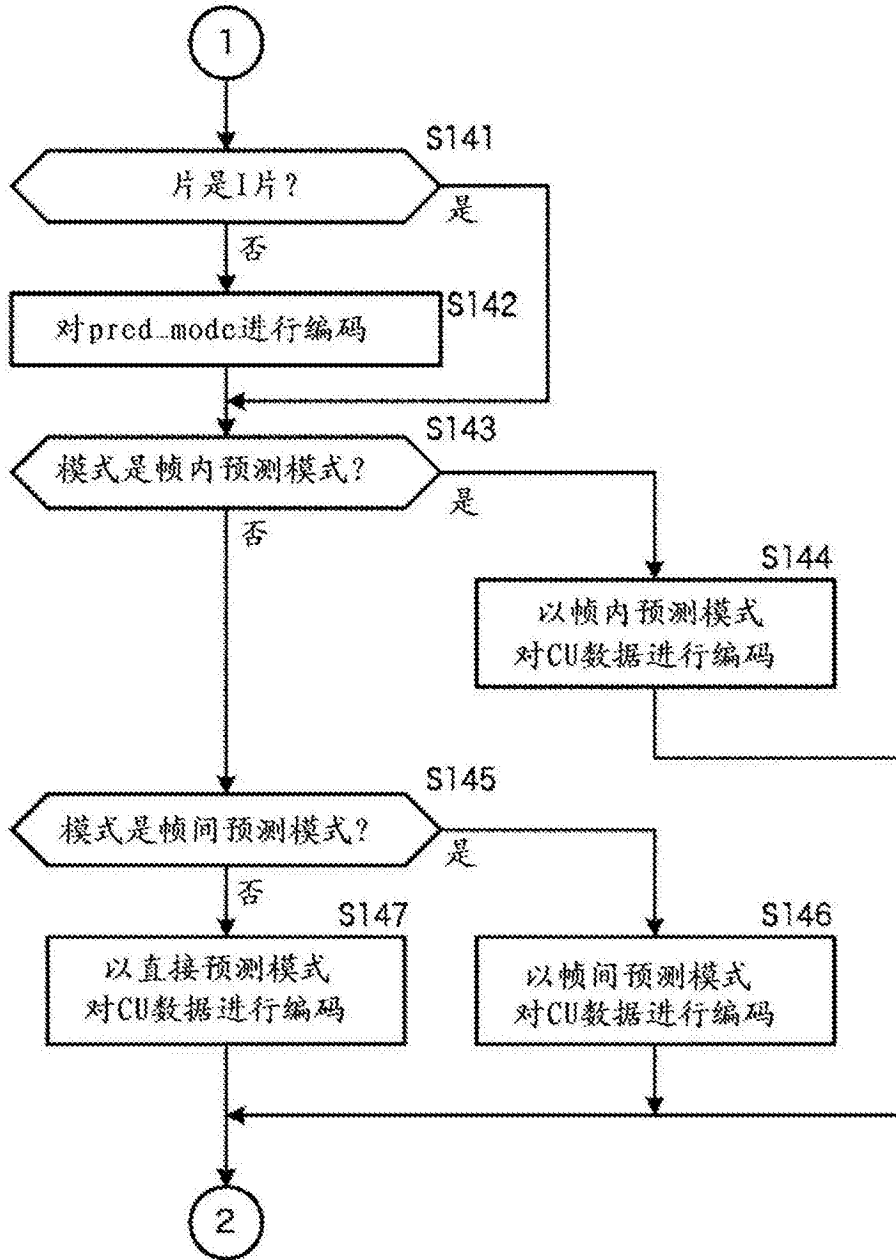 1
S141
片是I片？
是
否
S142
对pred_mode进行编码
S143
模式是帧内预测模式？
是
否
S144
以帧内预测模式
对CU数据进行编码
S145
模式是帧间预测模式？
是
否
S147
以直接预测模式
对CU数据进行编码
S146
以帧间预测模式
对CU数据进行编码
2